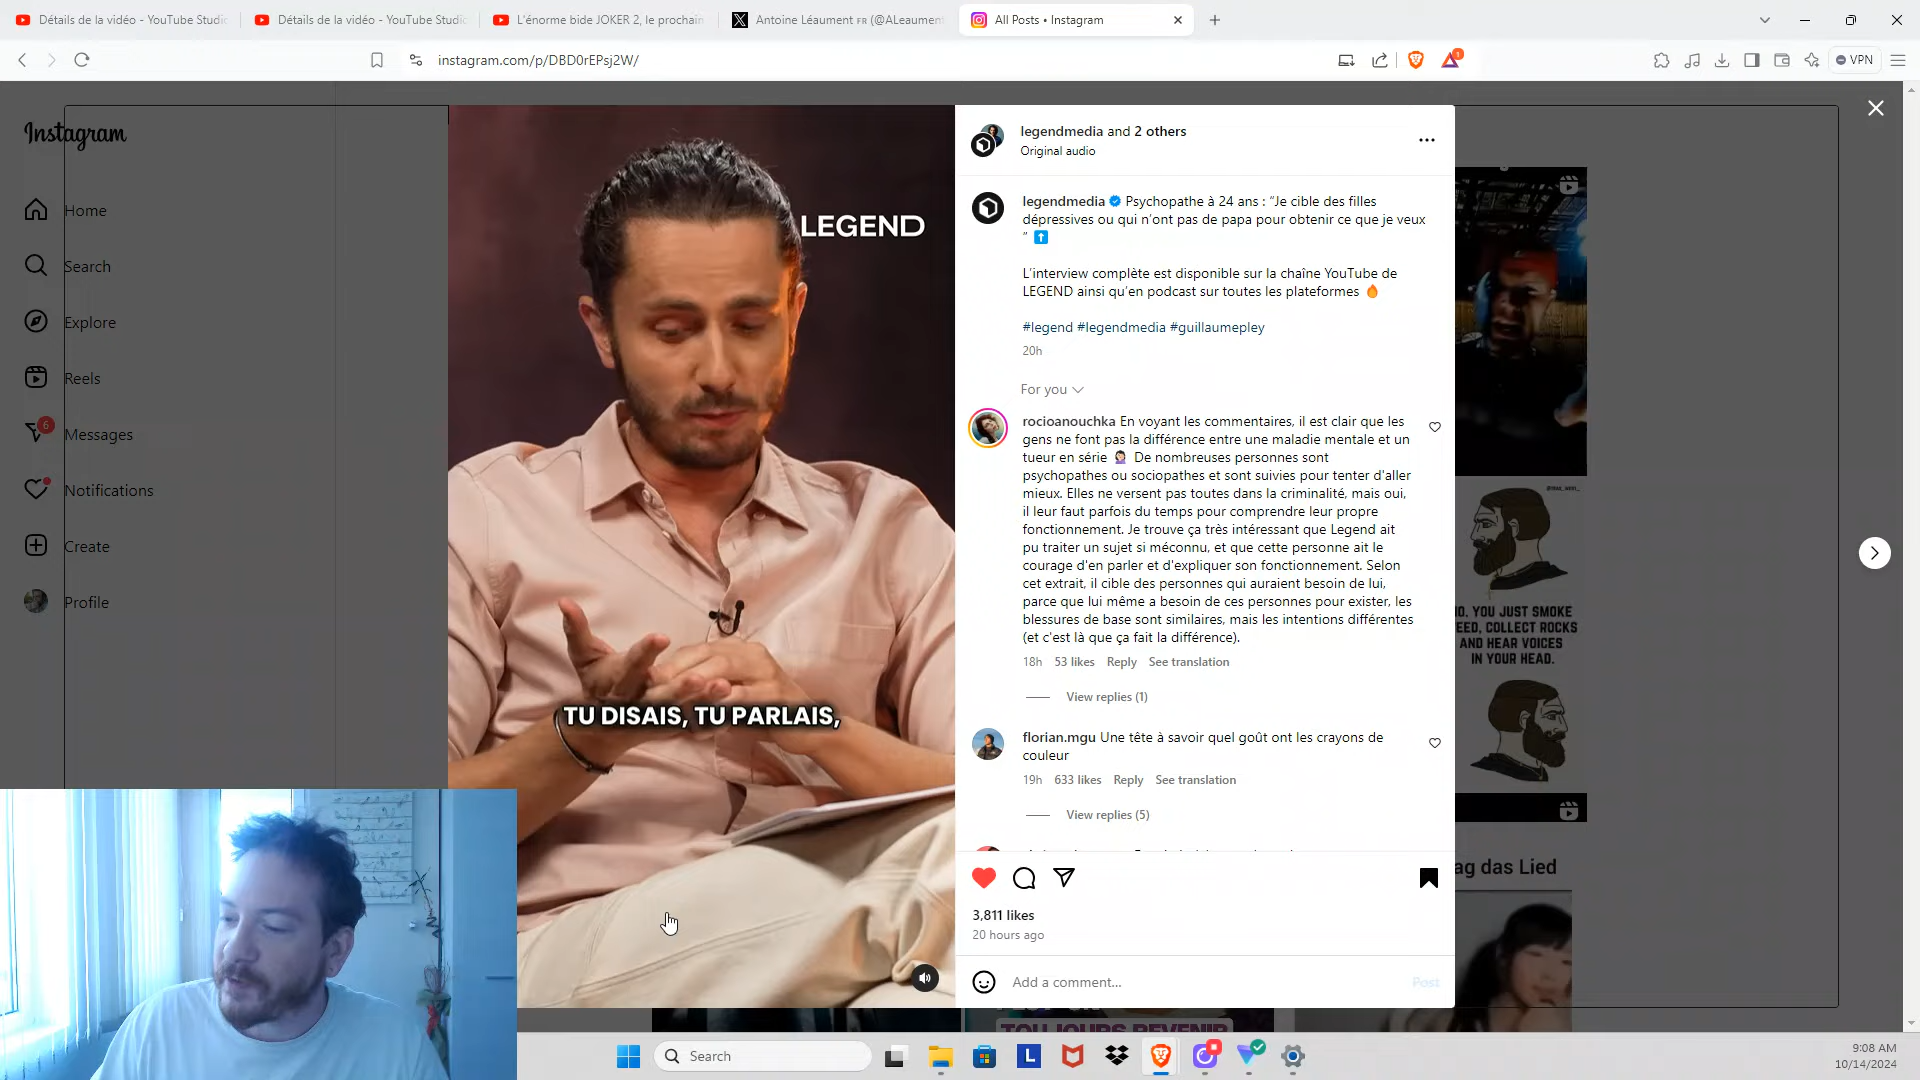 Détails de la vidéo - YouTube Studio
Détails de la vidéo - YouTube Studio
L'énorme bide JOKER 2, le prochain
Antoine Léaument FR (@ALeaument
All Posts • Instagram
instagram.com/p/DBD0rEPsj2W/
1
VPN
Instagram
Home
Search
Explore
Reels
6
Messages
Notifications
Create
Profile
LEGEND
TU DISAIS, TU PARLAIS,
legendmedia and 2 others
Original audio
legendmedia Psychopathe à 24 ans : “Je cible des filles
dépressives ou qui n’ont pas de papa pour obtenir ce que je veux
”
L’interview complète est disponible sur la chaîne YouTube de
LEGEND ainsi qu’en podcast sur toutes les plateformes 🔥
#legend #legendmedia #guillaumepley
20h
For you
rocioanouchka En voyant les commentaires, il est clair que les
gens ne font pas la différence entre une maladie mentale et un
tueur en série 🤦🏻‍♀️ De nombreuses personnes sont
psychopathes ou sociopathes et sont suivies pour tenter d'aller
mieux. Elles ne versent pas toutes dans la criminalité, mais oui,
il leur faut parfois du temps pour comprendre leur propre
fonctionnement. Je trouve ça très intéressant que Legend ait
pu traiter un sujet si méconnu, et que cette personne ait le
courage d'en parler et d'expliquer son fonctionnement. Selon
cet extrait, il cible des personnes qui auraient besoin de lui,
parce que lui même a besoin de ces personnes pour exister, les
blessures de base sont similaires, mais les intentions différentes
(et c'est là que ça fait la différence).
18h 53 likes Reply See translation
View replies (1)
florian.mgu Une tête à savoir quel goût ont les crayons de
couleur
19h 633 likes Reply See translation
View replies (5)
3,811 likes
20 hours ago
Add a comment...
Post
YOU JUST SMOKE
COLLECT ROCKS
AND HEAR VOICES
IN YOUR HEAD.
das Lied
TOUJOURS REVENIR
Search
L
9:08 AM
10/14/2024